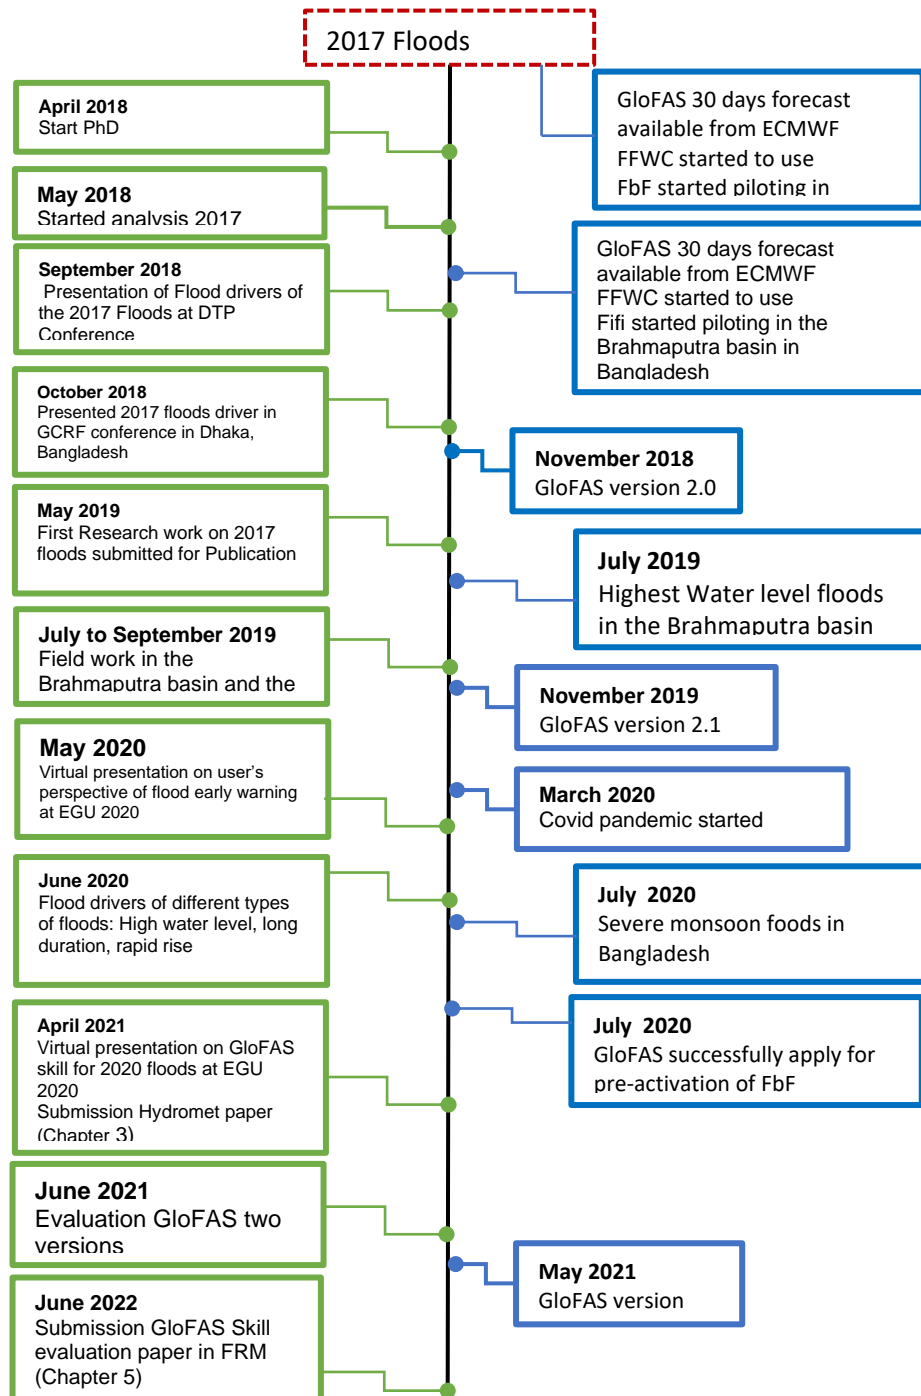 2017 Floods
April 2018
Start PhD
May 2018
Started analysis 2017
September 2018
Presentation of Flood drivers of
the 2017 Floods at DTP
Conference
October 2018
Presented 2017 floods driver in
GCRF conference in Dhaka,
Bangladesh
May 2019
First Research work on 2017
floods submitted for Publication
July to September 2019
Field work in the
Brahmaputra basin and the
May 2020
Virtual presentation on user's
perspective of flood early warning
at EGU 2020
June 2020
Flood drivers of different types
of floods: High water level, long
duration, rapid rise
April 2021
Virtual presentation on GloFAS
skill for 2020 floods at EGU
2020
Submission Hydromet paper
(Chapter 3)
June 2021
Evaluation GloFAS two
versions
June 2022
Submission GloFAS Skill
evaluation paper in FRM
(Chapter 5)
GloFAS 30 days forecast
available from ECMWF
FFWC started to use
FbF started piloting in
GloFAS 30 days forecast
available from ECMWF
FFWC started to use
Fifi started piloting in the
Brahmaputra basin in
Bangladesh
November 2018
GloFAS version 2.0
July 2019
Highest Water level floods
in the Brahmaputra basin
November 2019
GloFAS version 2.1
March 2020
Covid pandemic started
July 2020
Severe monsoon foods in
Bangladesh
July 2020
GloFAS successfully apply for
pre-activation of FbF
May 2021
GloFAS version